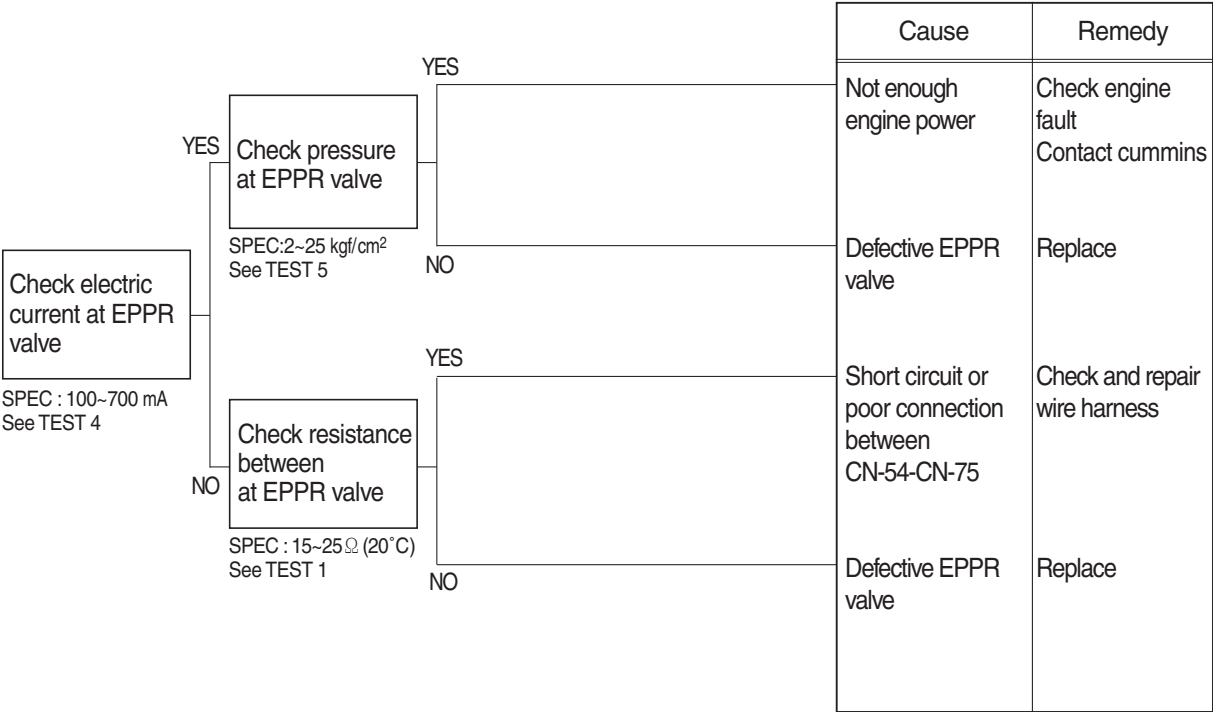 Cause
Remedy
YES
Not enough
engine power
Check engine
fault
Contact cummins
YES
Check pressure
at EPPR valve
SPEC:2~25 kgf/cm²
See TEST 5
NO
Defective EPPR
valve
Replace
Check electric
current at EPPR
valve
SPEC : 100~700 mA
See TEST 4
YES
Short circuit or
poor connection
between
CN-54-CN-75
Check and repair
wire harness
NO
Check resistance
between
at EPPR valve
SPEC : 15~25Ω (20˚C)
See TEST 1
NO
Defective EPPR
valve
Replace